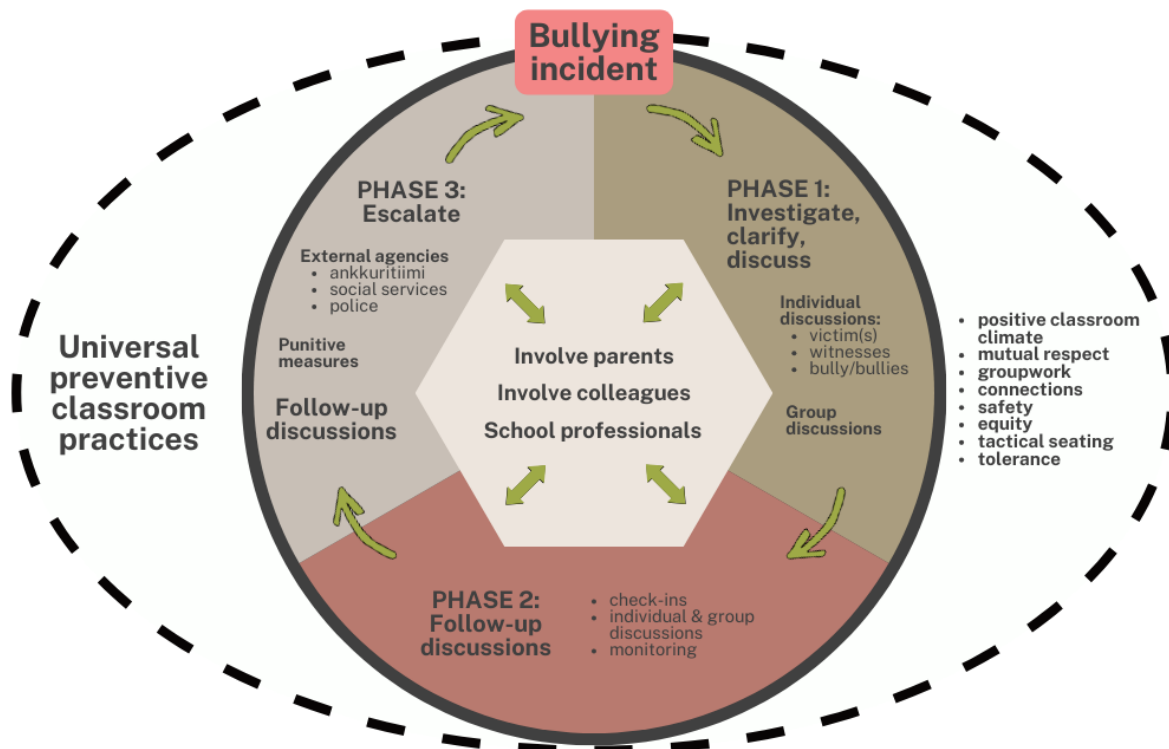 Bullying
incident
PHASE 1:
Investigate,
clarify,
discuss
Individual
discussions:
• victim(s)
• witnesses
• bully/bullies
Group
discussions
PHASE 2:
Follow-up
discussions
• check-ins
• individual & group
discussions
• monitoring
PHASE 3:
Escalate
External agencies
• ankkuritiimi
• social services
• police
Punitive
measures
Follow-up
discussions
Involve parents
Involve colleagues
School professionals
Universal
preventive
classroom
practices
• positive classroom
climate
• mutual respect
• groupwork
• connections
• safety
• equity
• tactical seating
• tolerance